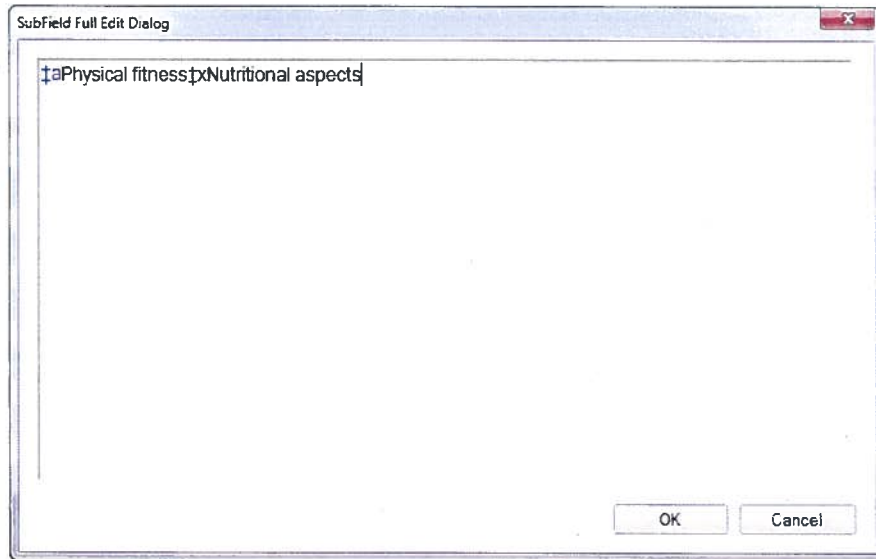 SubField Full Edit Dialog
‡aPhysical fitness‡xNutritional aspects
OK
Cancel